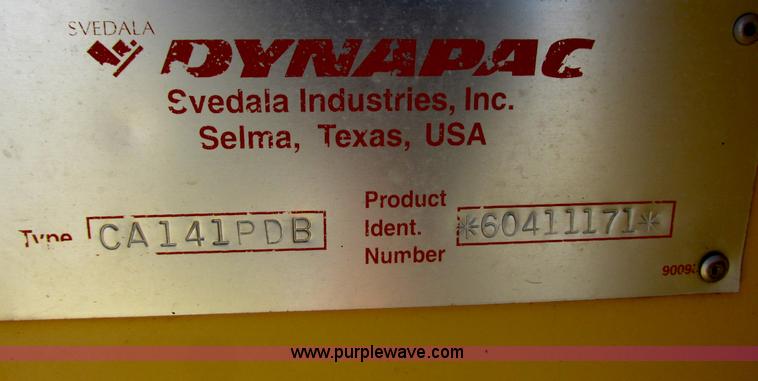 SVEDALA
DYNAPAC
Svedala Industries, Inc.
Selma, Texas, USA
Type CA141PDB
Product Ident. Number *60411171*
www.purplewave.com